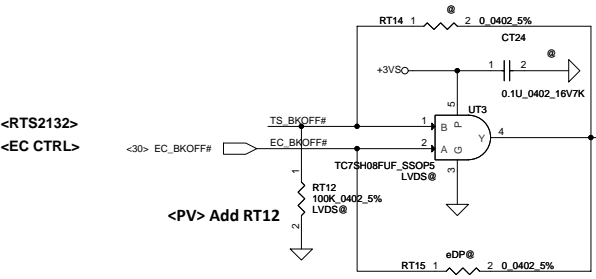 @
RT14 1 2 0_0402_5%
CT24
@
+3VS 1 2
0.1U_0402_16V7K
5
UT3
<RTS2132> TS_BKOFF# 1 B P
Y 4
<EC CTRL> <30> EC_BKOFF# EC_BKOFF# 2 A G
TC7SH08FUF_SSOP5
LVDS@
3
1
RT12
100K_0402_5%
LVDS@
2
<PV> Add RT12
eDP@
RT15 1 2 0_0402_5%